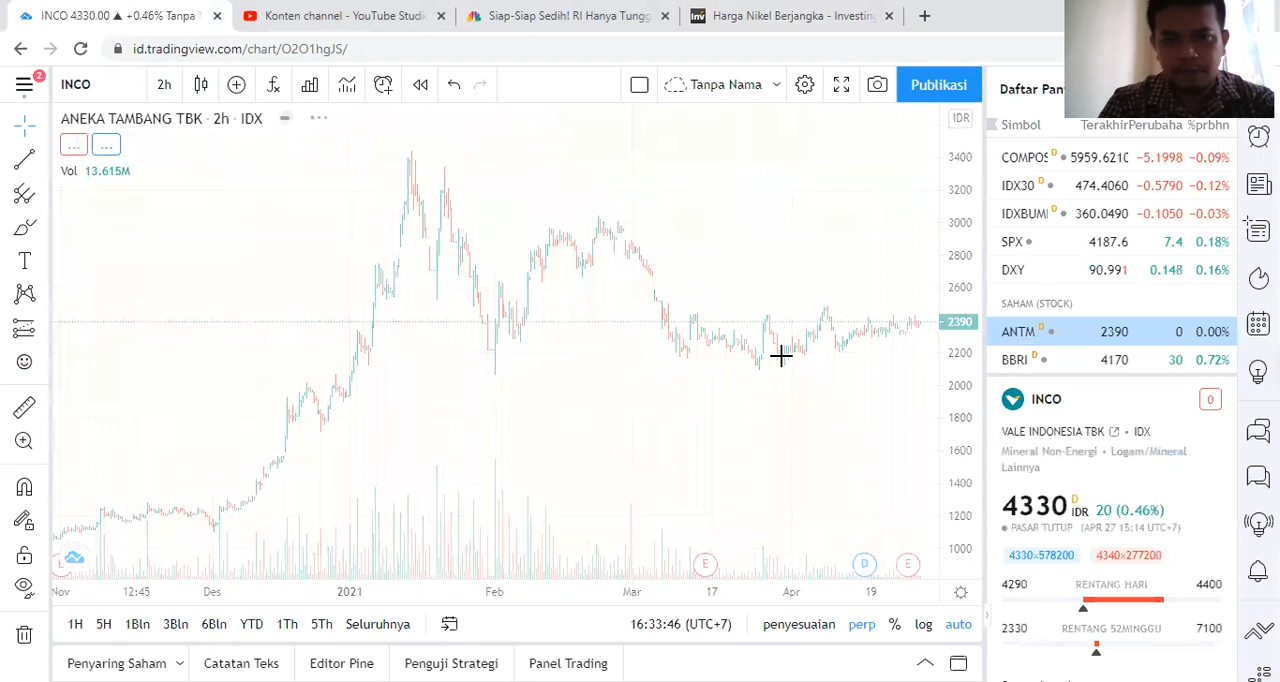 INCO 4330.00 ▲ +0.46% Tanpa N
Konten channel - YouTube Studi
Siap-Siap Sedih! RI Hanya Tungg
Inv
Harga Nikel Berjangka - Investing
id.tradingview.com/chart/O2O1hgJS/
2
INCO
2h
Tanpa Nama
Publikasi
Daftar Pan
ANEKA TAMBANG TBK · 2h · IDX
IDR
Vol 13.615M
3400
3200
3000
2800
2600
2390
2200
2000
1800
1600
1400
1200
1000
E
E
D
E
Nov
12:45
Des
2021
Feb
Mar
17
Apr
19
1H
5H
1Bln
3Bln
6Bln
YTD
1Th
5Th
Seluruhnya
16:33:46 (UTC+7)
penyesuaian
perp
%
log
auto
Penyaring Saham
Catatan Teks
Editor Pine
Penguji Strategi
Panel Trading
Simbol Terakhir Perubaha %prbhn
COMPOS D 5959.6210 −5.1998 −0.09%
IDX30 D 474.4060 −0.5790 −0.12%
IDXBUMI D 360.0490 −0.1050 −0.03%
SPX 4187.6 7.4 0.18%
DXY 90.991 0.148 0.16%
SAHAM (STOCK)
ANTM D 2390 0 0.00%
BBRI D 4170 30 0.72%
INCO
0
VALE INDONESIA TBK · IDX
Mineral Non-Energi · Logam/Mineral
Lainnya
4330 D IDR 20 (0.46%)
PASAR TUTUP (APR 27 15:14 UTC+7)
4330×578200
4340×277200
4290 RENTANG HARI 4400
2330 RENTANG 52MINGGU 7100